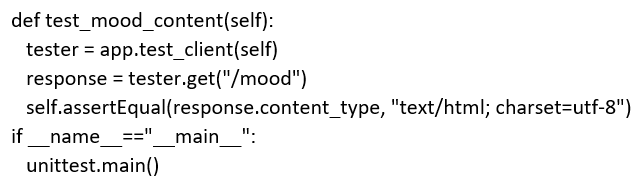 def test_mood_content(self):
tester = app.test_client(self)
response = tester.get("/mood")
self.assertEqual(response.content_type, "text/html; charset=utf-8")
if __name__=="__main__":
unittest.main()